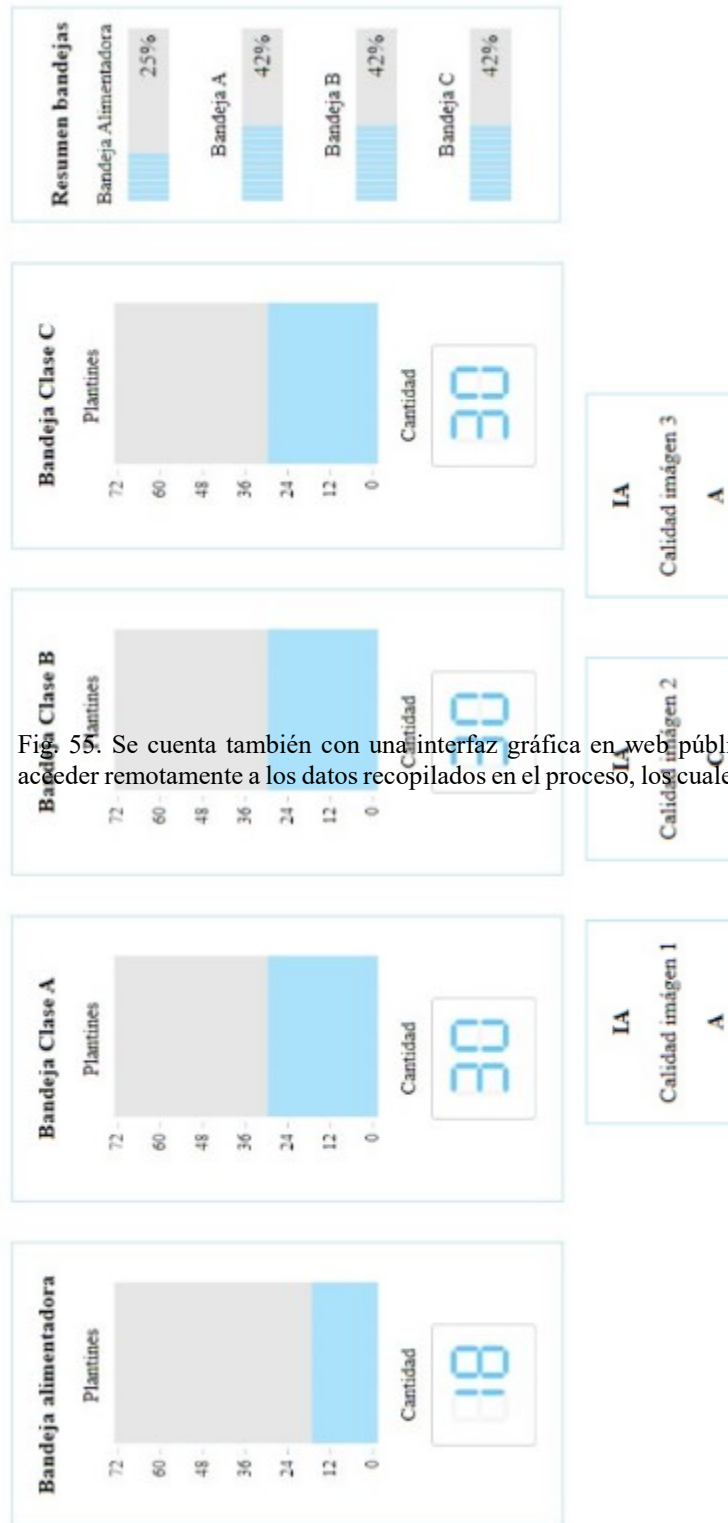 Bandeja alimentadora
Plantines
72
60
48
36
24
12
0
Cantidad
18
Bandeja Clase A
Plantines
72
60
48
36
24
12
0
Cantidad
30
Bandeja Clase B
Plantines
72
60
48
36
24
12
0
Cantidad
30
Bandeja Clase C
Plantines
72
60
48
36
24
12
0
Cantidad
30
Resumen bandejas
Bandeja Alimentadora
25%
Bandeja A
42%
Bandeja B
42%
Bandeja C
42%
IA
Calidad imágen 1
A
IA
Calidad imágen 2
C
IA
Calidad imágen 3
A
Fig. 55. Se cuenta también con una interfaz gráfica en web
acceder remotamente a los datos recopilados en el proceso, los